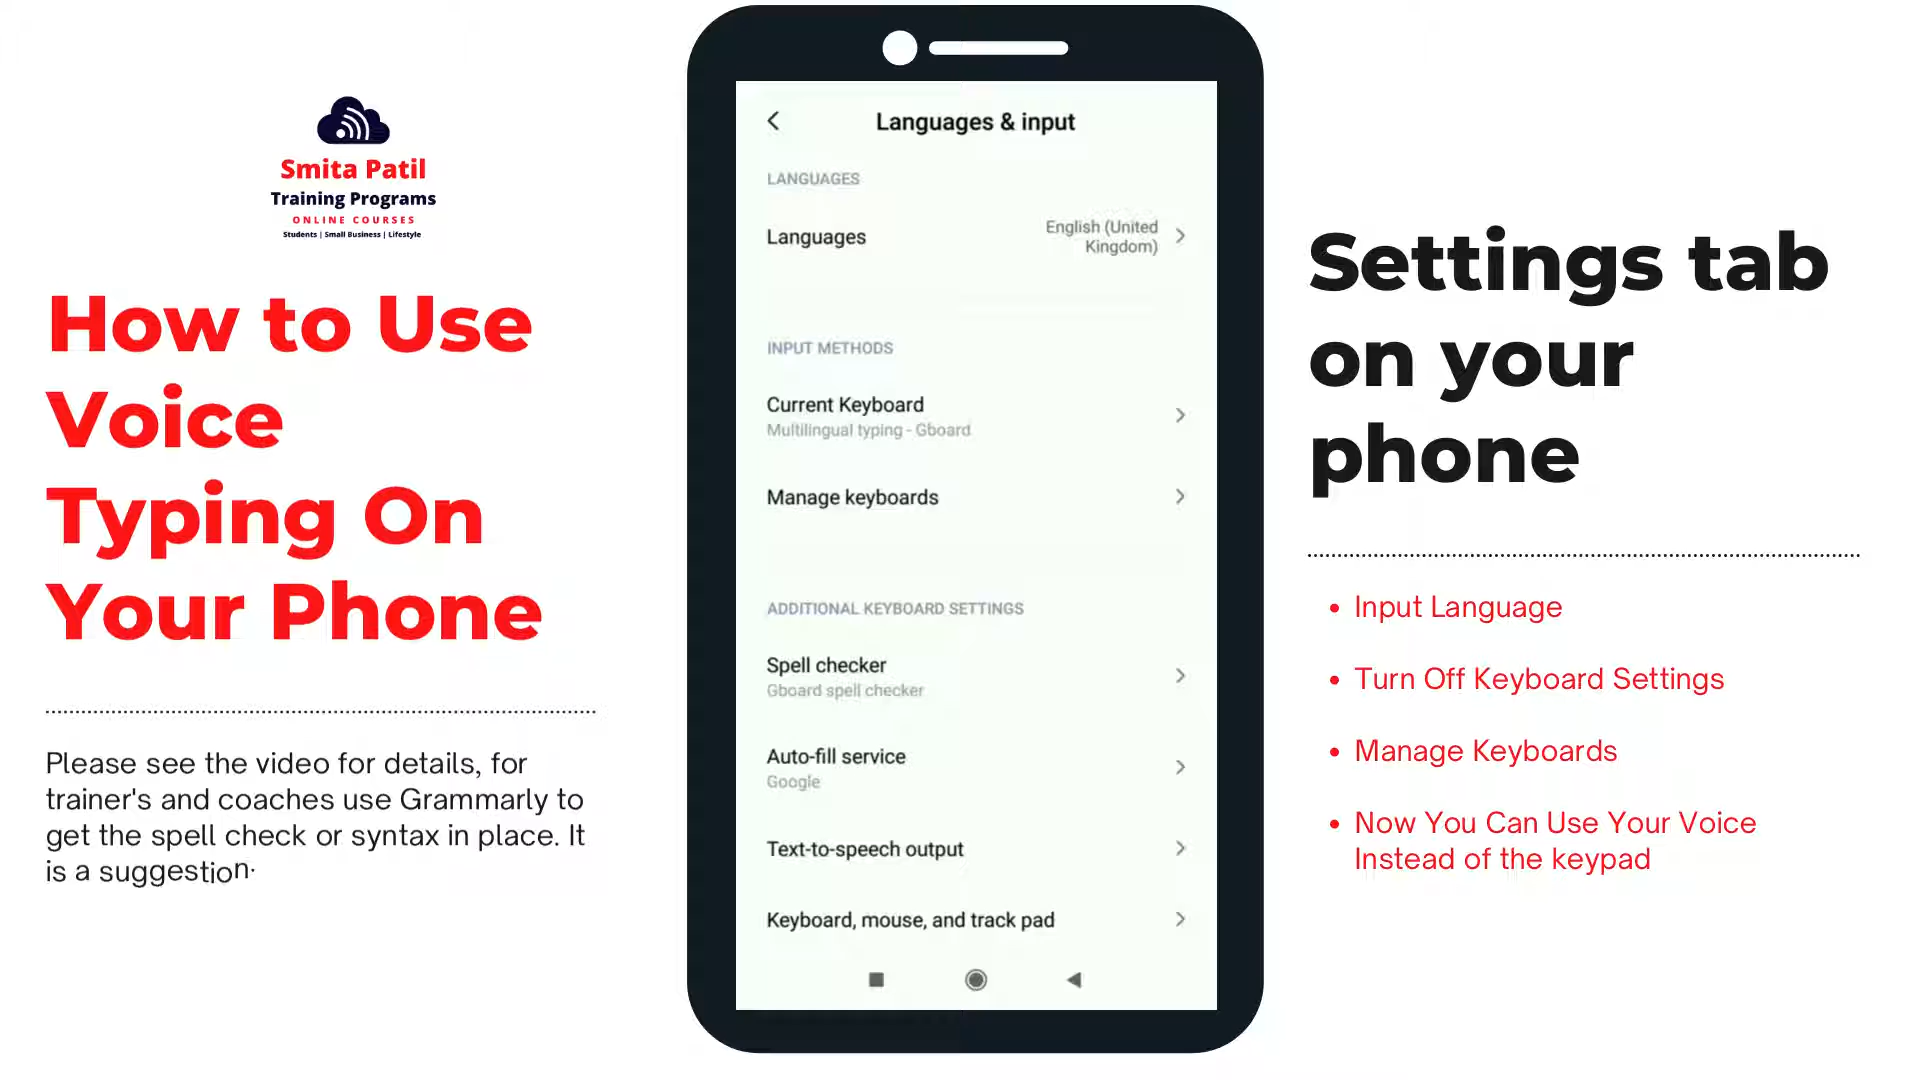 Smita Patil
Training Programs
ONLINE COURSES
Students | Small Business | Lifestyle
How to Use
Voice
Typing On
Your Phone
Please see the video for details, for
trainer's and coaches use Grammarly to
get the spell check or syntax in place. It
is a suggestion.
Languages & input
LANGUAGES
Languages
English (United
Kingdom)
INPUT METHODS
Current Keyboard
Multilingual typing - Gboard
Manage keyboards
ADDITIONAL KEYBOARD SETTINGS
Spell checker
Gboard spell checker
Auto-fill service
Google
Text-to-speech output
Keyboard, mouse, and track pad
Settings tab
on your
phone
• Input Language
• Turn Off Keyboard Settings
• Manage Keyboards
• Now You Can Use Your Voice
Instead of the keypad